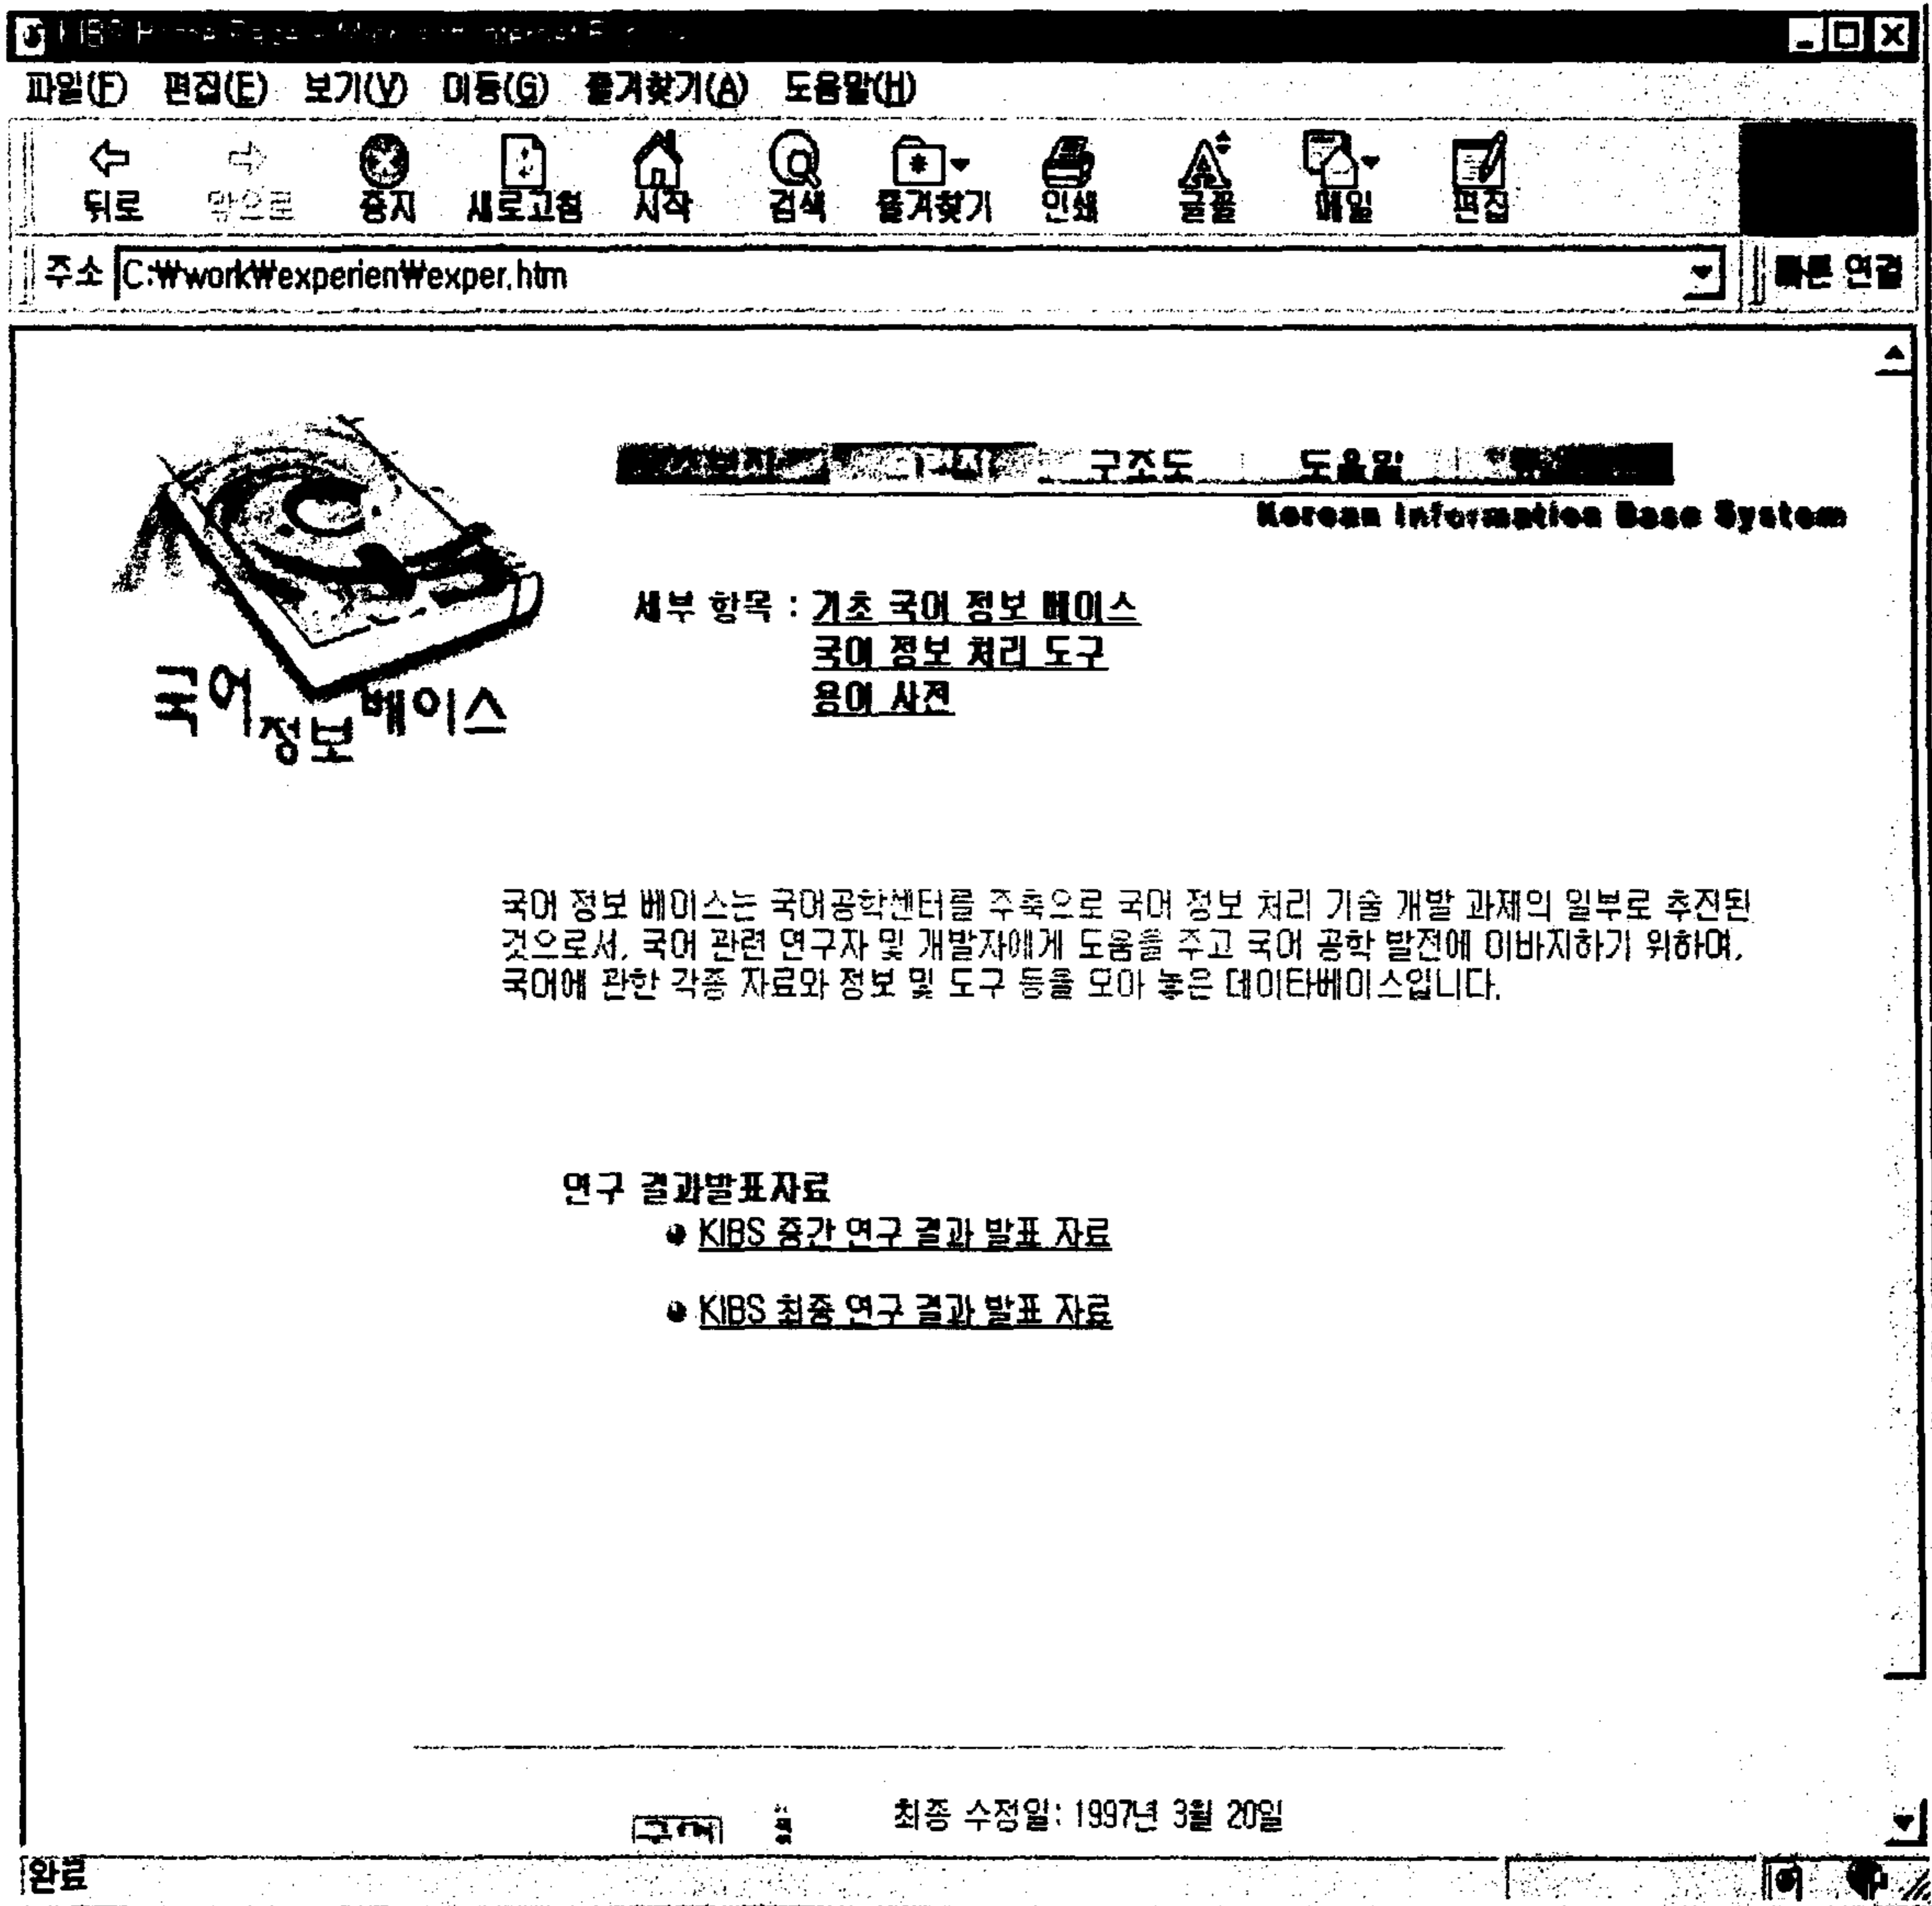 KIBS Home Page - Microsoft Internet Explorer
파일(F) 편집(E) 보기(V) 이동(G) 즐겨찾기(A) 도움말(H)
뒤로 앞으로 중지 새로고침 시작 검색 즐겨찾기 인쇄 글꼴 메일 편집
주소 C:₩work₩experien₩exper.htm 빠른 연결
구조도 도움말
Korean Information Base System
세부 항목 : 기초 국어 정보 베이스
국어 정보 처리 도구
용어 사전
국어 정보 베이스
국어 정보 베이스는 국어공학센터를 주축으로 국어 정보 처리 기술 개발 과제의 일부로 추진된
것으로서, 국어 관련 연구자 및 개발자에게 도움을 주고 국어 공학 발전에 이바지하기 위하여,
국어에 관한 각종 자료와 정보 및 도구 등을 모아 놓은 데이타베이스입니다.
연구 결과발표자료
KIBS 중간 연구 결과 발표 자료
KIBS 최종 연구 결과 발표 자료
최종 수정일: 1997년 3월 20일
완료